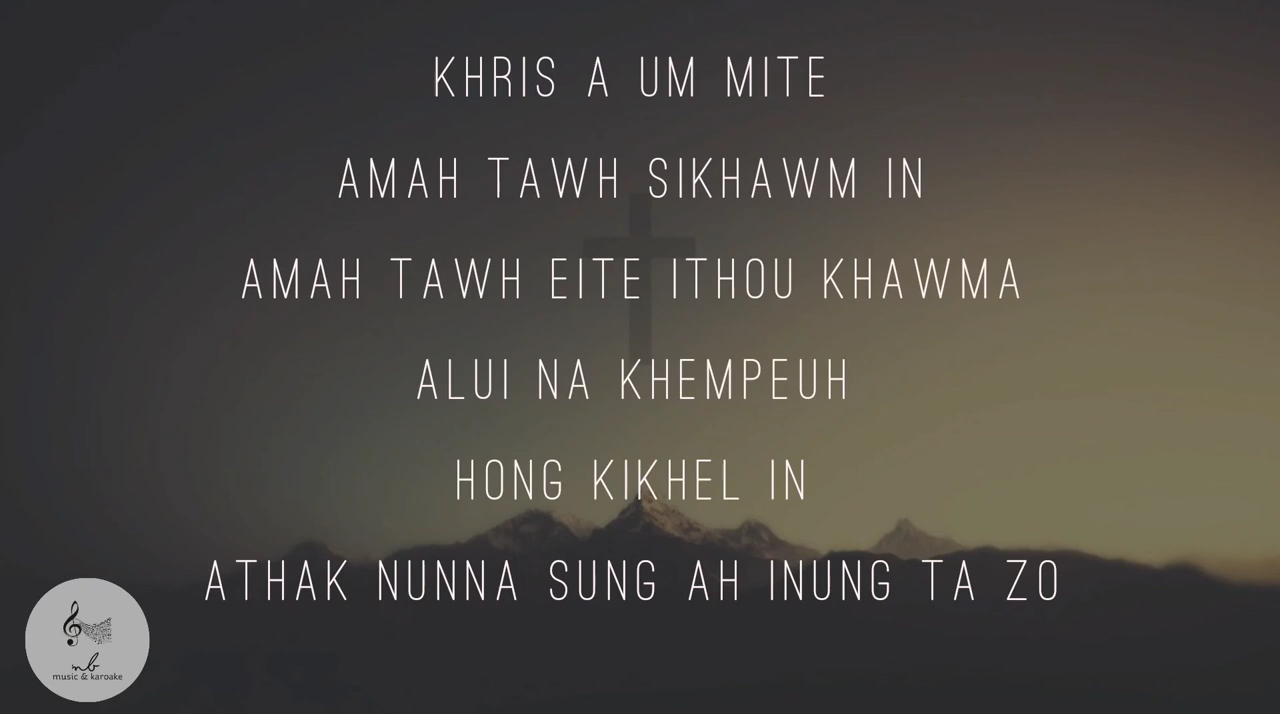 KHRIS A UM MITE
AMAH TAWH SIKHAWM IN
AMAH TAWH EITE ITHOU KHAWMA
ALUI NA KHEMPEUH
HONG KIKHEL IN
ATHAK NUNNA SUNG AH INUNG TA ZO
nb
music & karoake